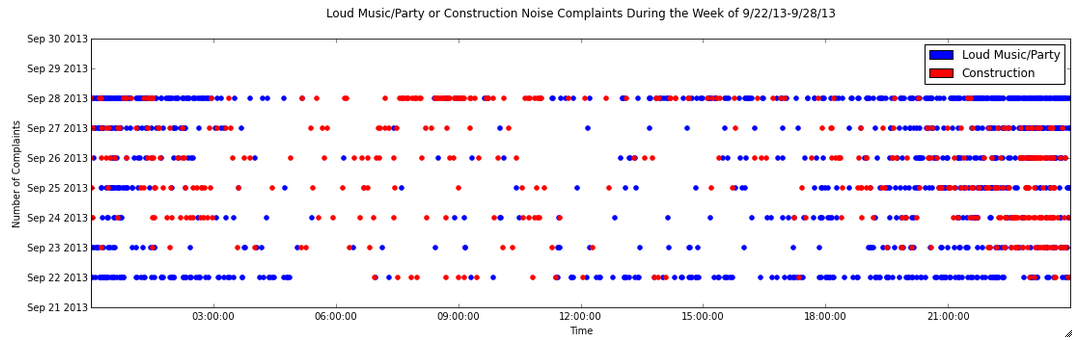 Loud Music/Party or Construction Noise Complaints During the Week of 9/22/13-9/28/13
Sep 30 2013
Sep 29 2013
Sep 28 2013
Sep 27 2013
Sep 26 2013
Sep 25 2013
Sep 24 2013
Sep 23 2013
Sep 22 2013
Sep 21 2013
Number of Complaints
Loud Music/Party
Construction
03:00:00 06:00:00 09:00:00 12:00:00 15:00:00 18:00:00 21:00:00
Time